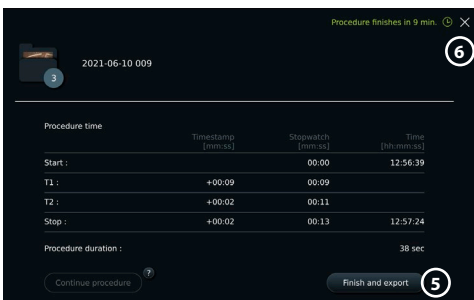 Procedure finishes in 9 min.
6
2021-06-10 009
3
Procedure time
Timestamp [mm:ss] Stopwatch [mm:ss] Time [hh:mm:ss]
Start : 00:00 12:56:39
T1 : +00:09 00:09
T2 : +00:02 00:11
Stop : +00:02 00:13 12:57:24
Procedure duration : 38 sec
Continue procedure ? Finish and export 5